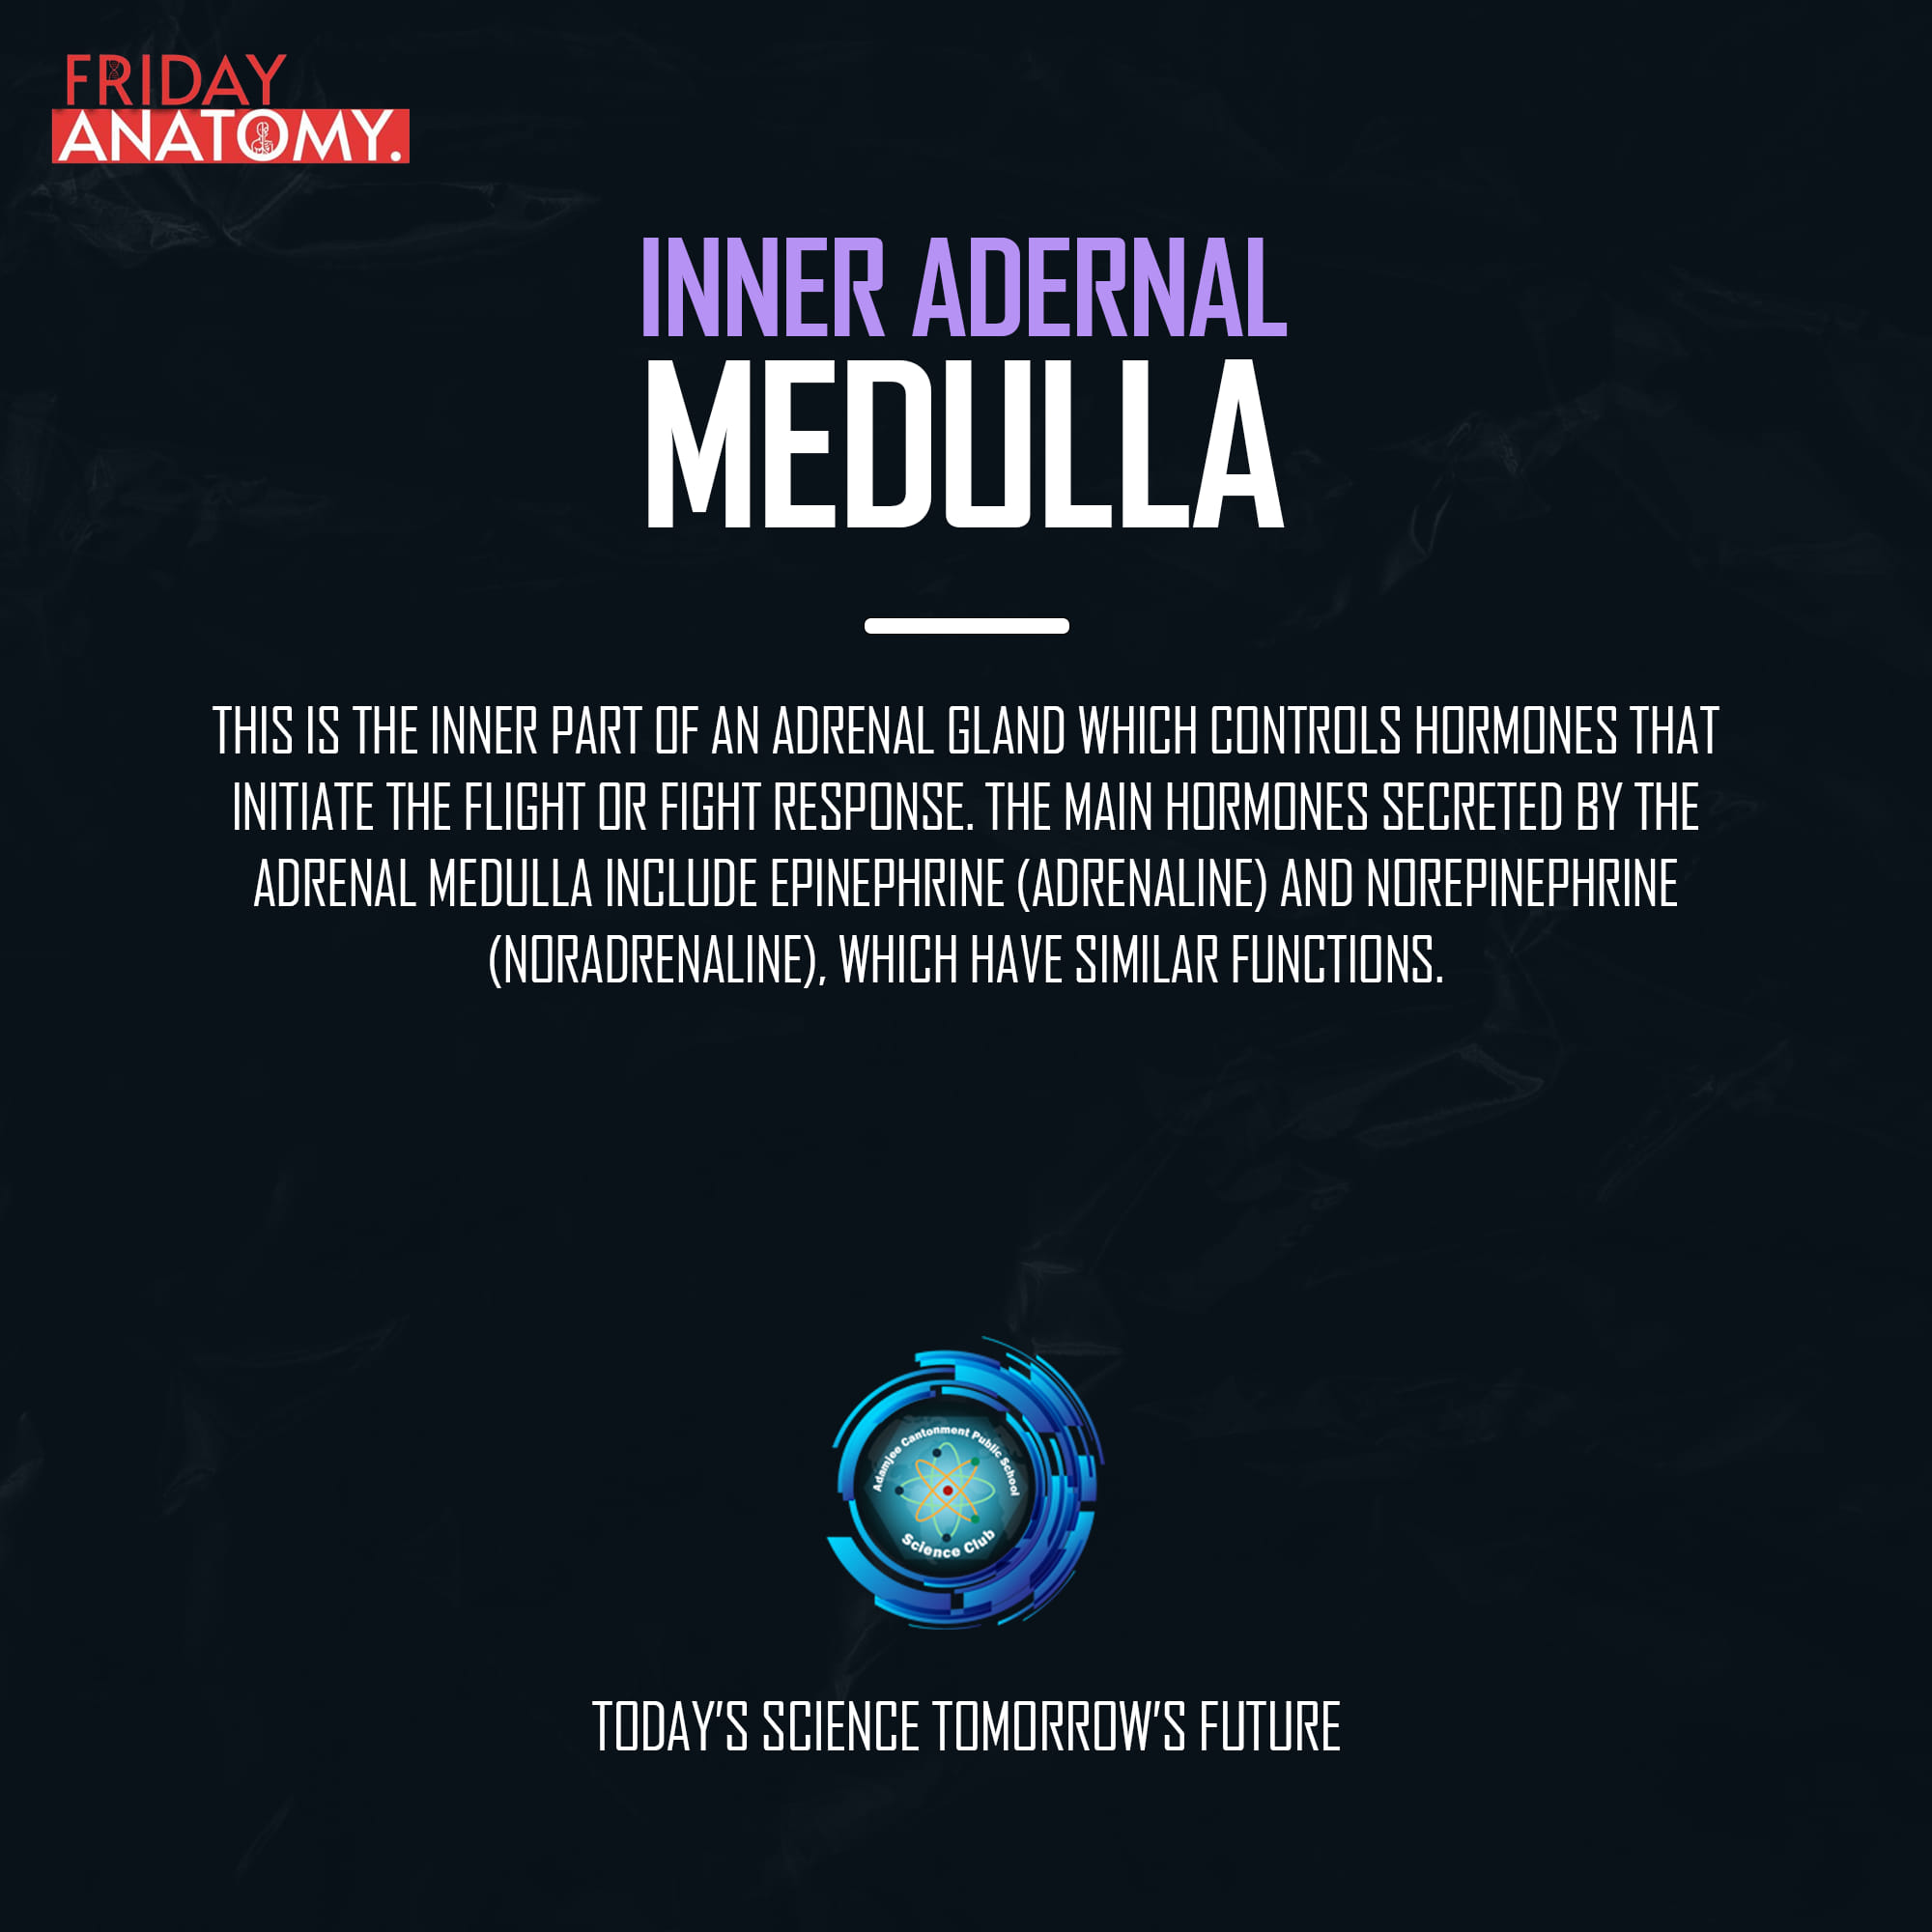 FRIDAY
ANATOMY.
INNER ADERNAL
MEDULLA
THIS IS THE INNER PART OF AN ADRENAL GLAND WHICH CONTROLS HORMONES THAT
INITIATE THE FLIGHT OR FIGHT RESPONSE. THE MAIN HORMONES SECRETED BY THE
ADRENAL MEDULLA INCLUDE EPINEPHRINE (ADRENALINE) AND NOREPINEPHRINE
(NORADRENALINE), WHICH HAVE SIMILAR FUNCTIONS.
Adamjee Cantonment Public School
Science Club
TODAY'S SCIENCE TOMORROW'S FUTURE